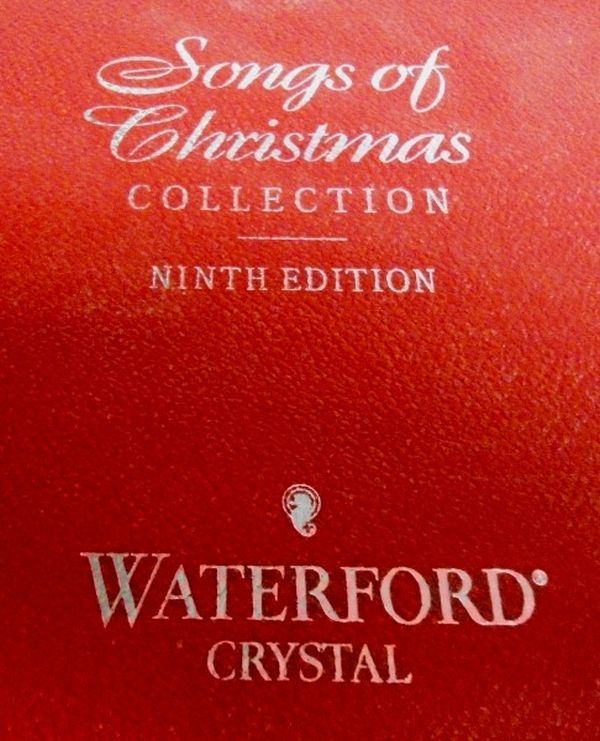 Songs of
Christmas
COLLECTION
NINTH EDITION
WATERFORD®
CRYSTAL